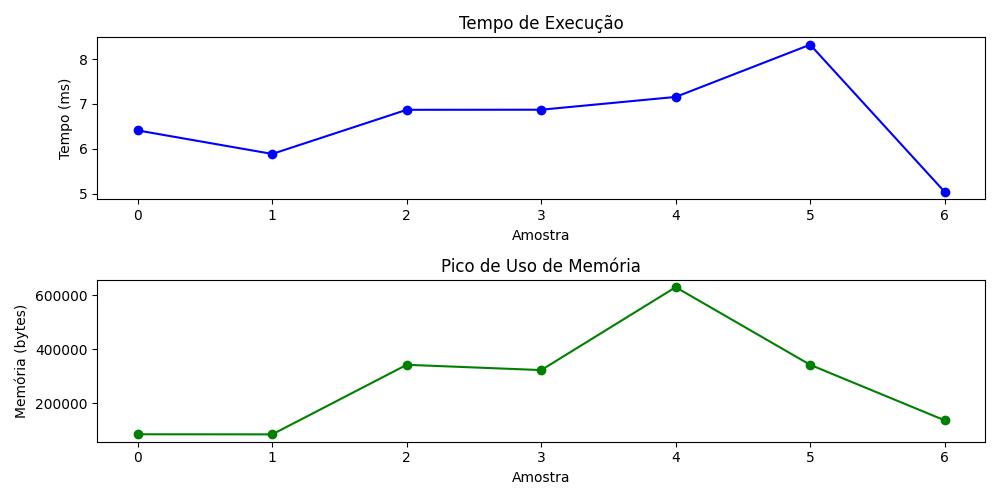 Tempo de Execução
8
7
6
5
Tempo (ms)
0 1 2 3 4 5 6
Amostra
Pico de Uso de Memória
600000
400000
200000
Memória (bytes)
0 1 2 3 4 5 6
Amostra